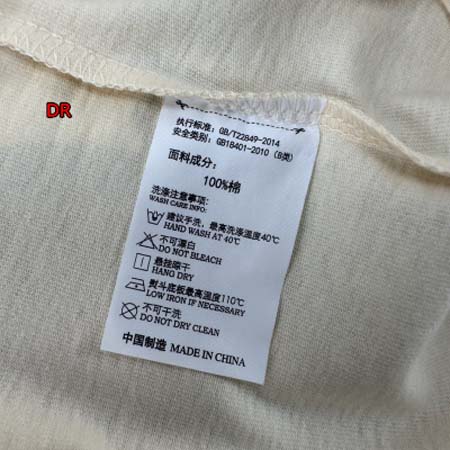 DR
执行标准: GB/T22849-2014
安全类别: GB18401-2010 (B类)
面料成分:
100%棉
洗涤注意事项:
WASH CARE INFO:
建议手洗，最高洗涤温度40℃
HAND WASH AT 40℃
不可漂白
DO NOT BLEACH
悬挂晾干
HANG DRY
熨斗底板最高温度110℃
LOW IRON IF NECESSARY
不可干洗
DO NOT DRY CLEAN
中国制造 MADE IN CHINA